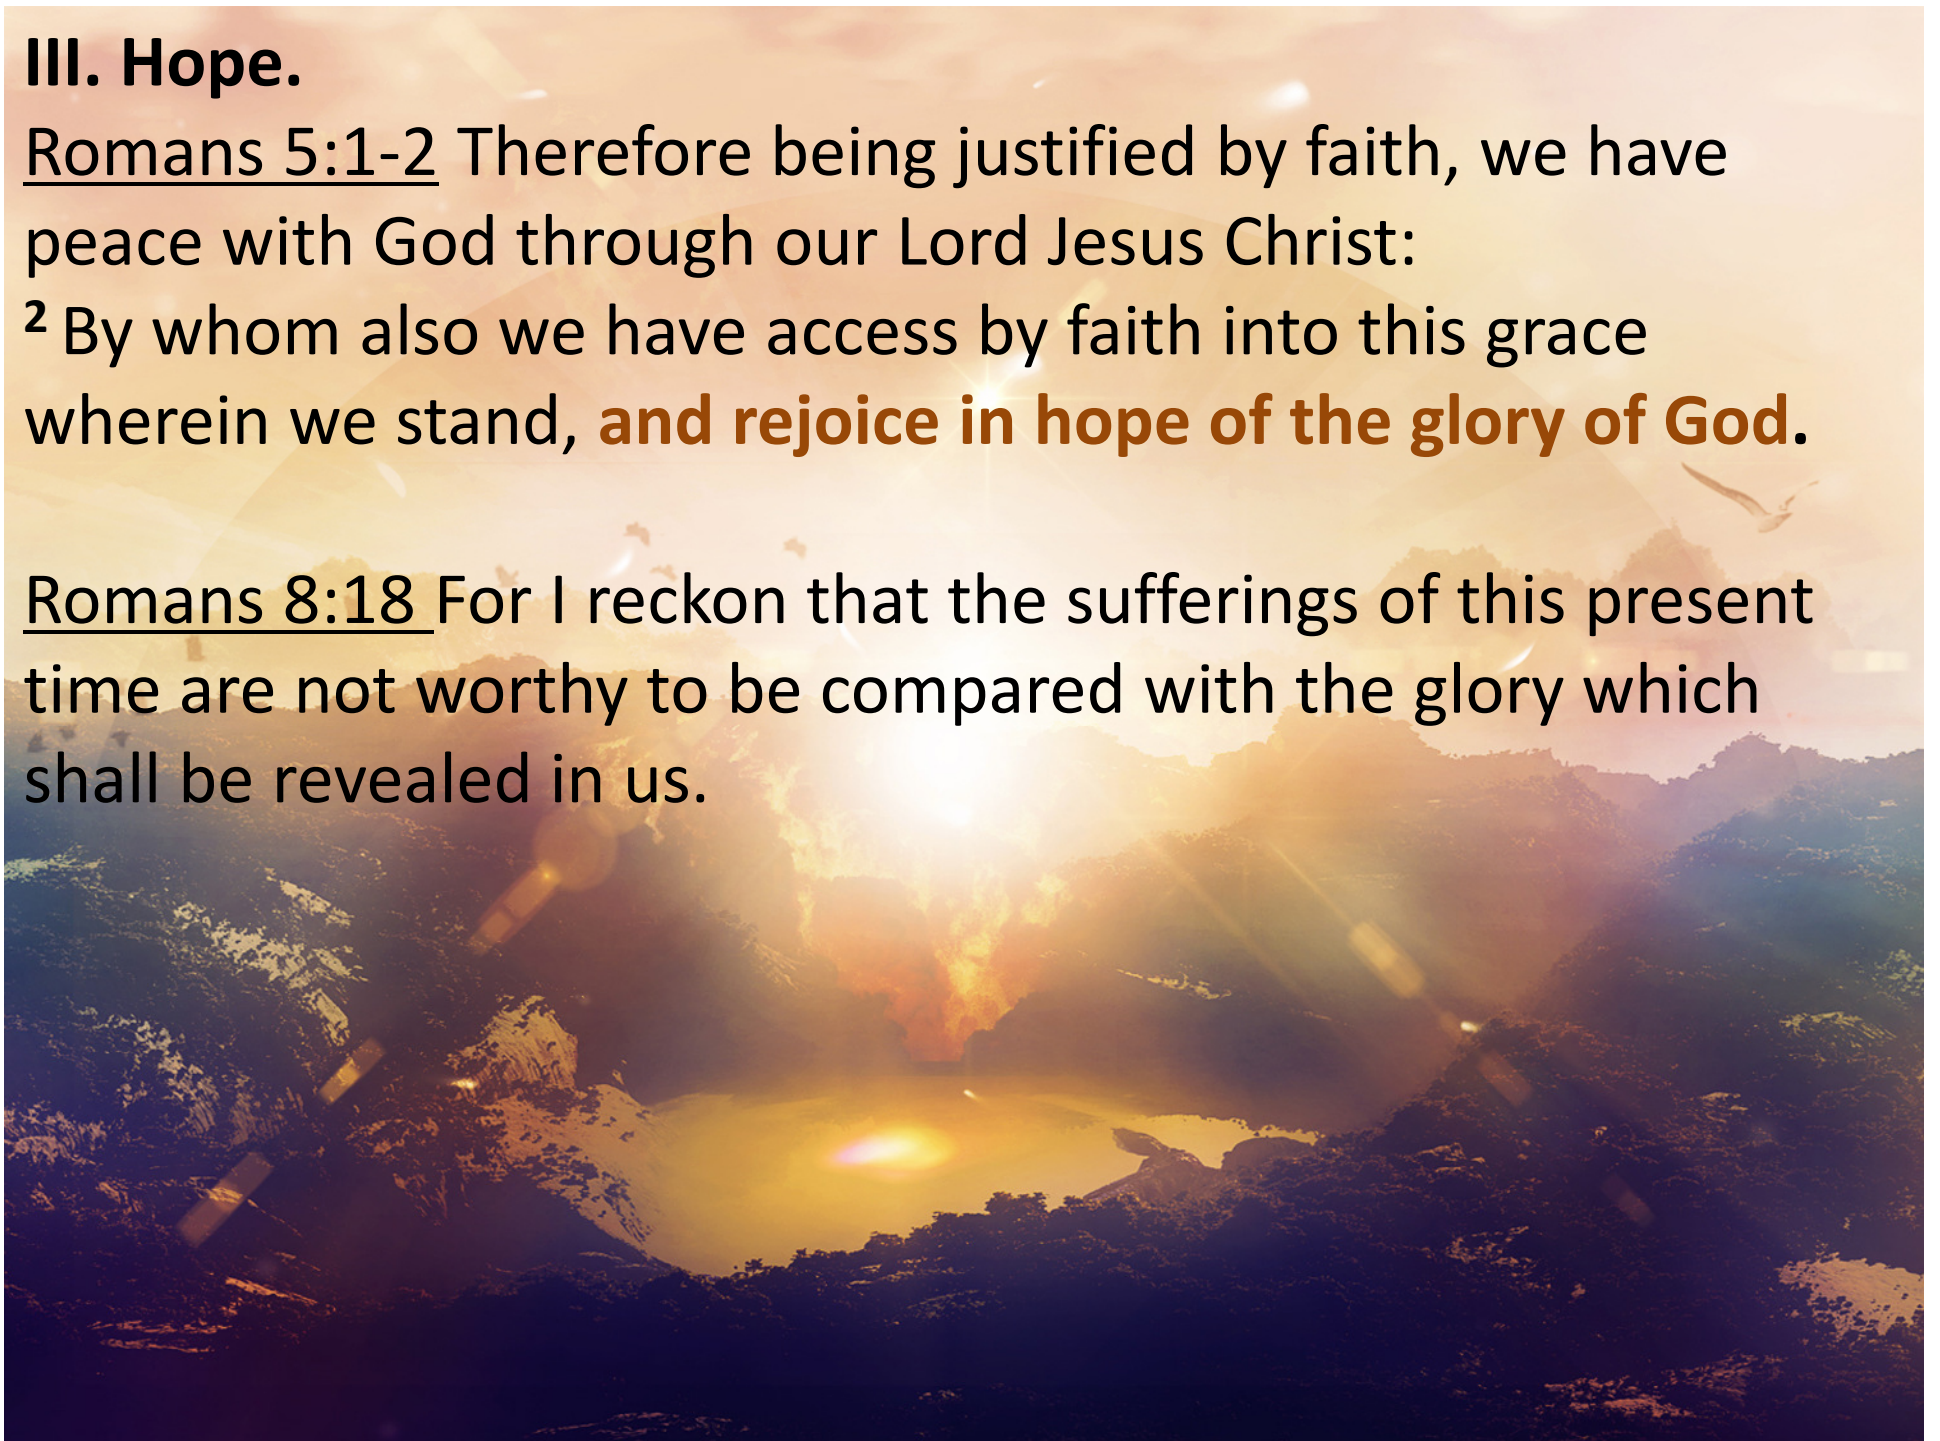 III. Hope.
Romans 5:1-2 Therefore being justified by faith, we have
peace with God through our Lord Jesus Christ:
2 By whom also we have access by faith into this grace
wherein we stand, and rejoice in hope of the glory of God.
Romans 8:18 For I reckon that the sufferings of this present
time are not worthy to be compared with the glory which
shall be revealed in us.